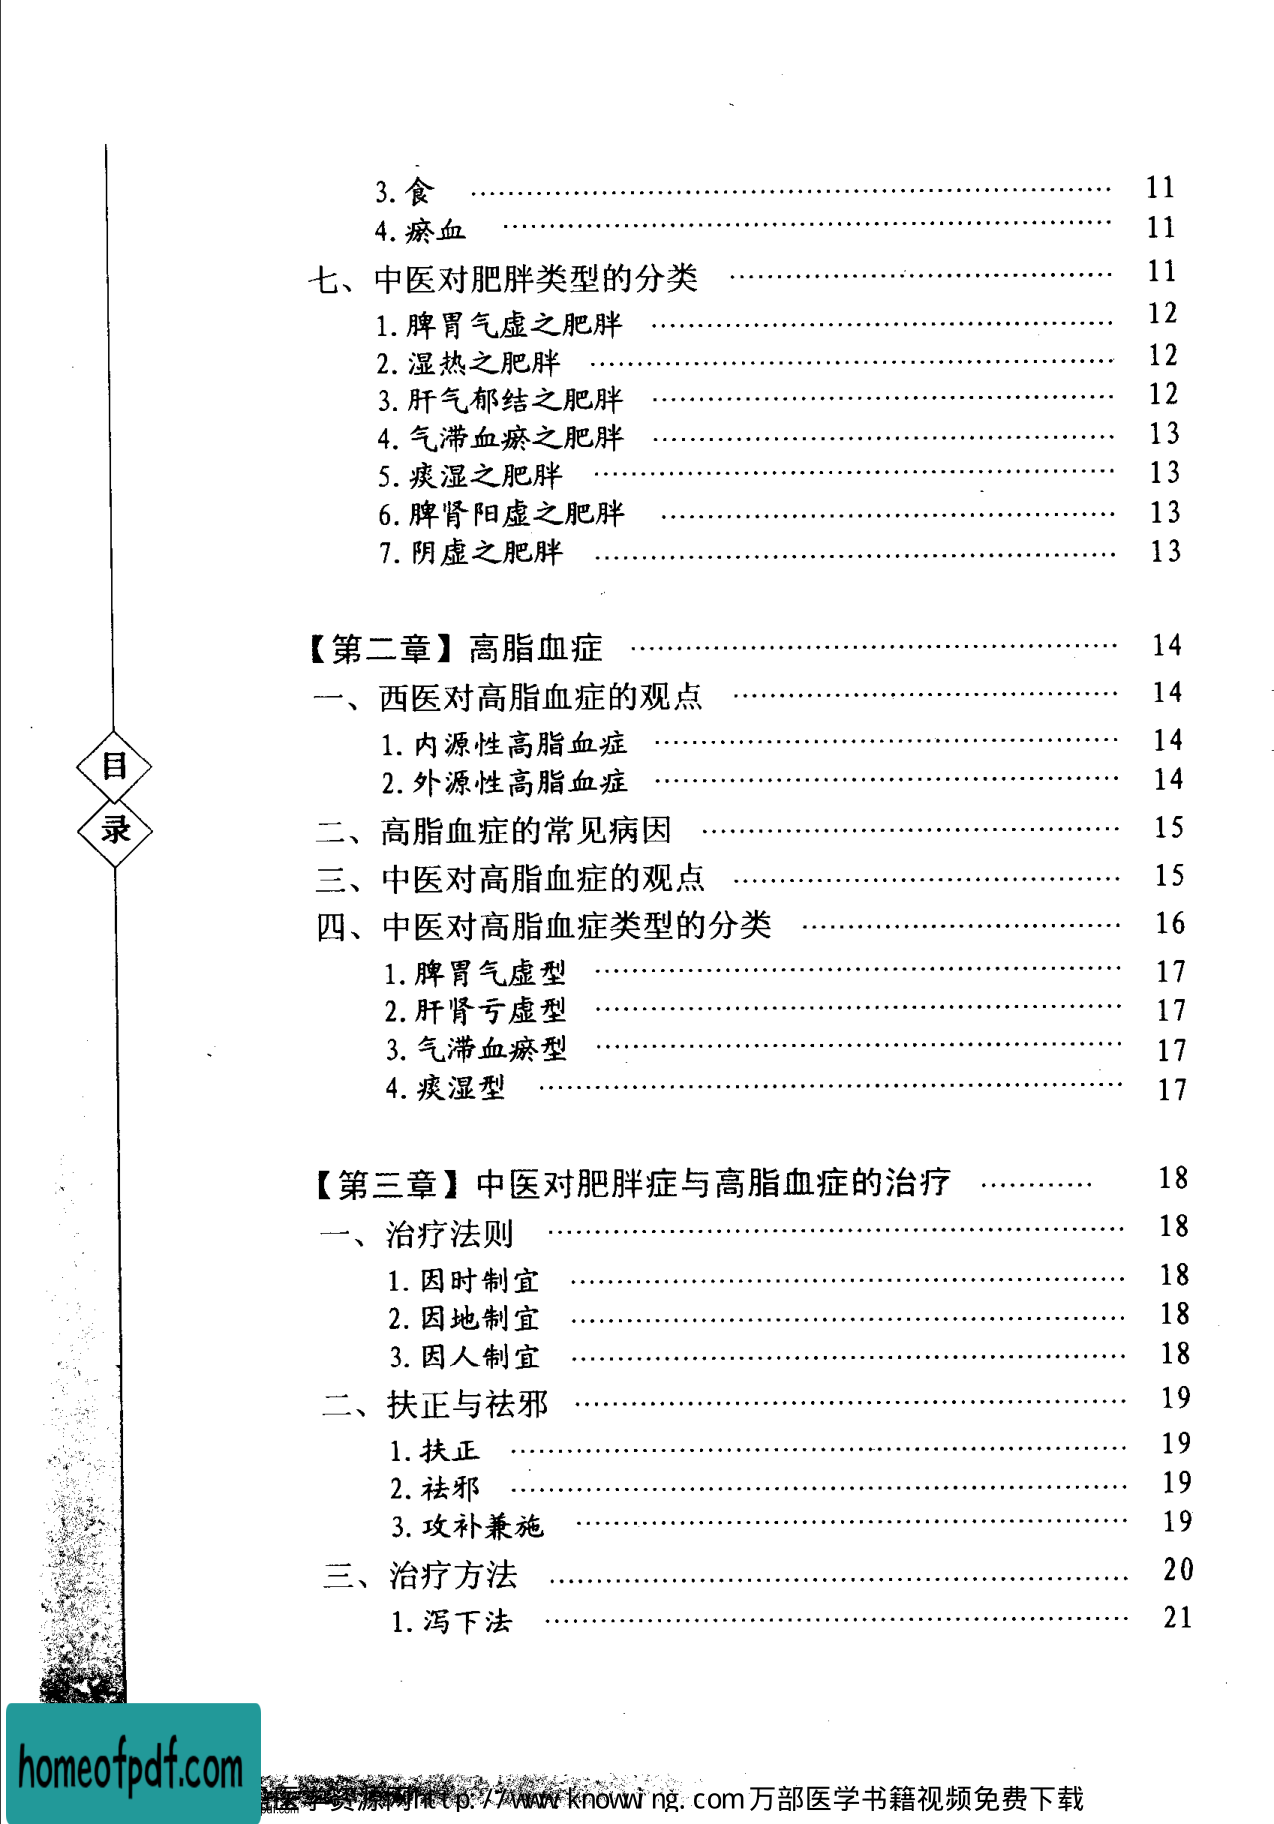 3.食 …… 11
4.瘀血 …… 11
七、中医对肥胖类型的分类 …… 11
1.脾胃气虚之肥胖 …… 12
2.湿热之肥胖 …… 12
3.肝气郁结之肥胖 …… 12
4.气滞血瘀之肥胖 …… 13
5.痰湿之肥胖 …… 13
6.脾肾阳虚之肥胖 …… 13
7.阴虚之肥胖 …… 13
【第二章】高脂血症 …… 14
一、西医对高脂血症的观点 …… 14
1.内源性高脂血症 …… 14
2.外源性高脂血症 …… 14
二、高脂血症的常见病因 …… 15
三、中医对高脂血症的观点 …… 15
四、中医对高脂血症类型的分类 …… 16
1.脾胃气虚型 …… 17
2.肝肾亏虚型 …… 17
3.气滞血瘀型 …… 17
4.痰湿型 …… 17
【第三章】中医对肥胖症与高脂血症的治疗 …… 18
一、治疗法则 …… 18
1.因时制宜 …… 18
2.因地制宜 …… 18
3.因人制宜 …… 18
二、扶正与祛邪 …… 19
1.扶正 …… 19
2.祛邪 …… 19
3.攻补兼施 …… 19
三、治疗方法 …… 20
1.泻下法 …… 21
目
录
homeofpdf.com
医学资源网http://www.knowwing.com万部医学书籍视频免费下载